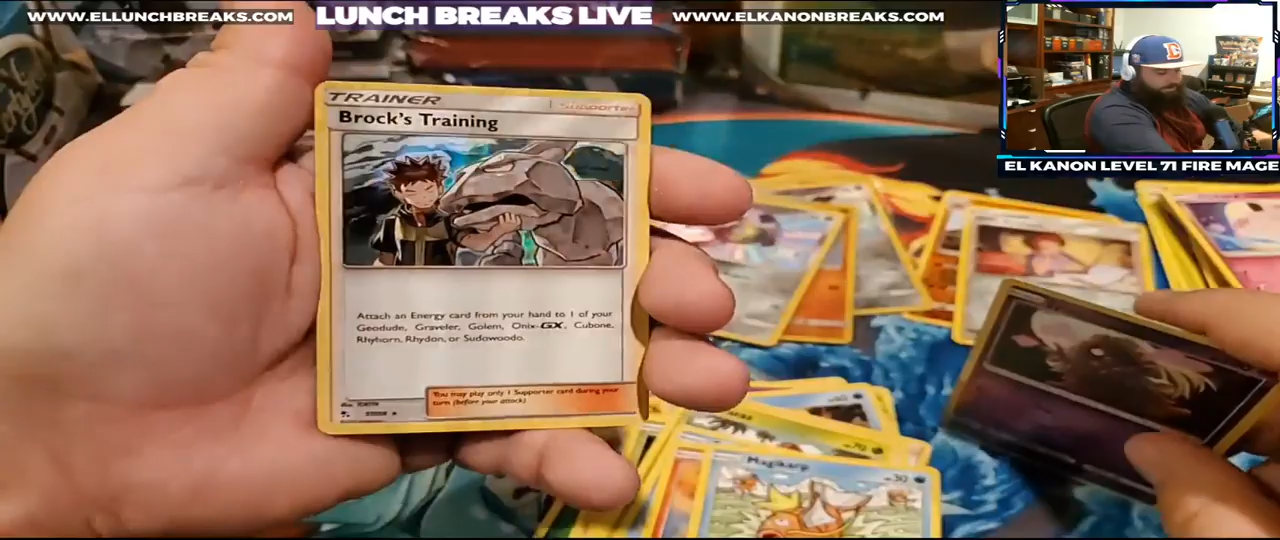 WWW.ELLUNCHBREAKS.COM
LUNCH BREAKS LIVE
WWW.ELKANONBREAKS.COM
EL KANON LEVEL 71 FIRE MAGE
TRAINER
Supporter
Brock's Training
Attach an Energy card from your hand to 1 of your
Geodude, Graveler, Golem, Onix-GX, Cubone,
Rhyhorn, Rhydon, or Sudowoodo.
You may play only 1 Supporter card during your
turn (before your attack).
Magikarp
30
70